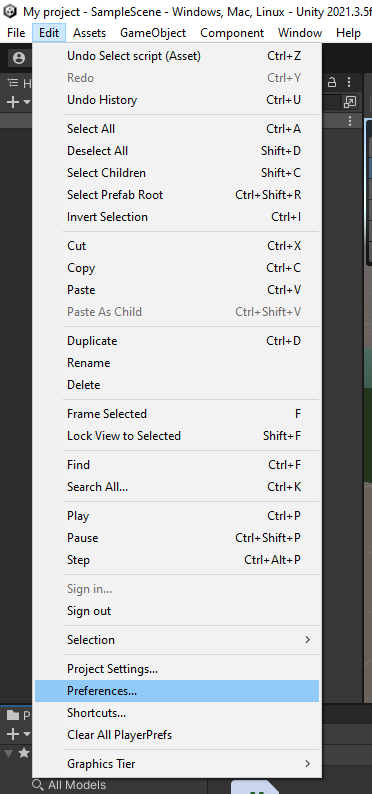 My project - SampleScene - Windows, Mac, Linux - Unity 2021.3.5f
File Edit Assets GameObject Component Window Help
Undo Select script (Asset) Ctrl+Z
Redo Ctrl+Y
Undo History Ctrl+U
Select All Ctrl+A
Deselect All Shift+D
Select Children Shift+C
Select Prefab Root Ctrl+Shift+R
Invert Selection Ctrl+I
Cut Ctrl+X
Copy Ctrl+C
Paste Ctrl+V
Paste As Child Ctrl+Shift+V
Duplicate Ctrl+D
Rename
Delete
Frame Selected F
Lock View to Selected Shift+F
Find Ctrl+F
Search All... Ctrl+K
Play Ctrl+P
Pause Ctrl+Shift+P
Step Ctrl+Alt+P
Sign in...
Sign out
Selection
Project Settings...
Preferences...
Shortcuts...
Clear All PlayerPrefs
Graphics Tier
All Models